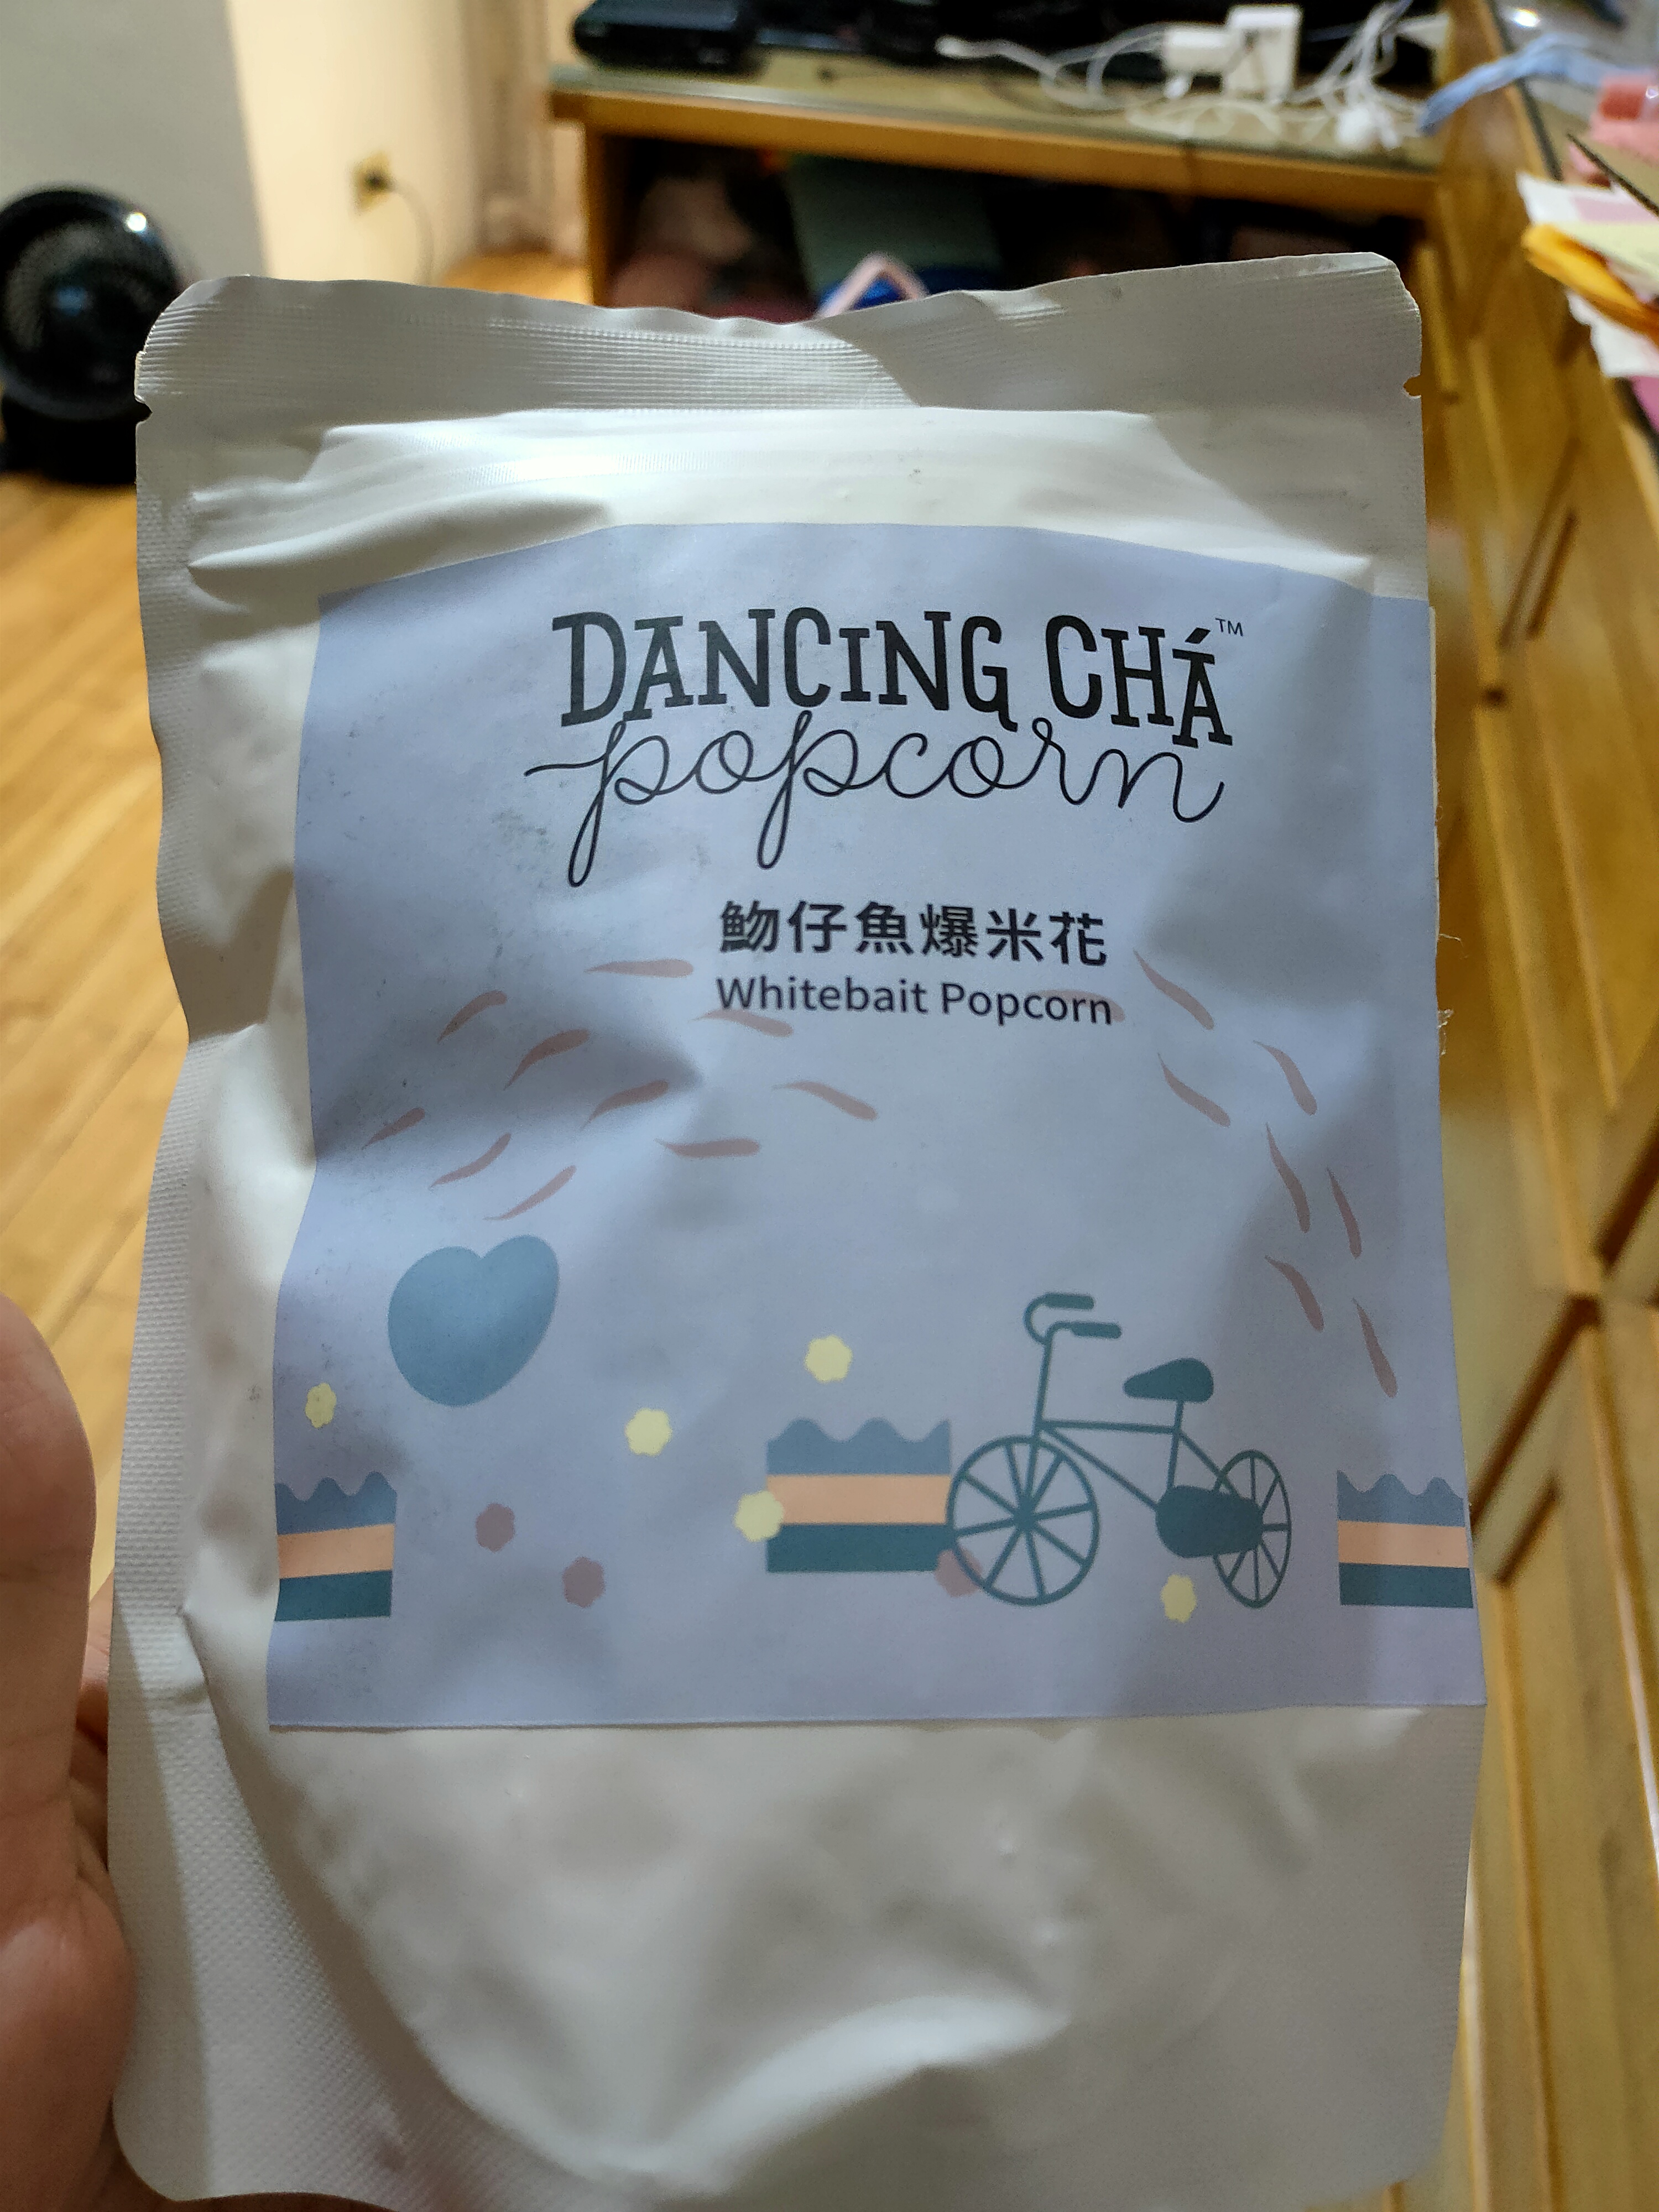 DANCING CHÁ™
popcorn
魩仔魚爆米花
Whitebait Popcorn